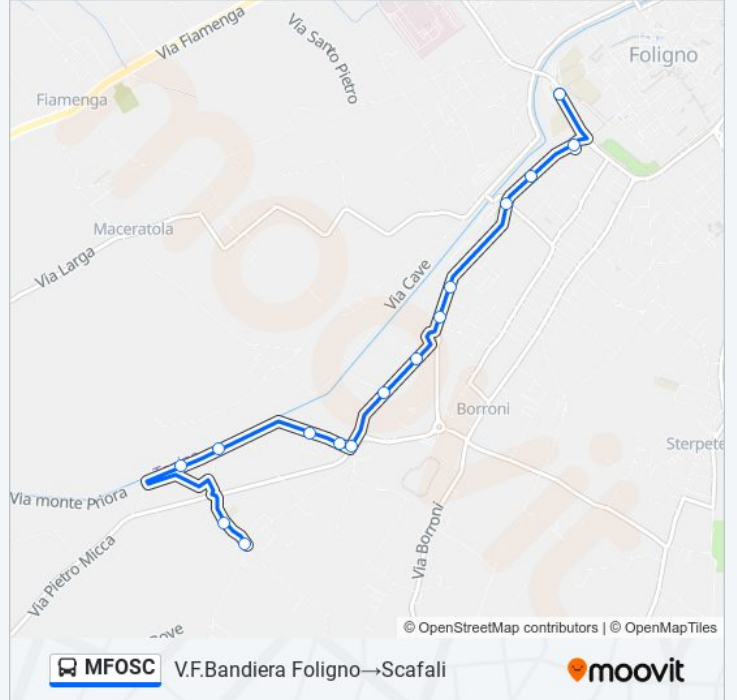 Via Fiamenga
Via Santo Pietro
Foligno
Fiamenga
Maceratola
Via Larga
Via Cave
Borroni
Sterpete
Via monte Priora
Via Borroni
Via Pietro Micca
© OpenStreetMap contributors | © OpenMapTiles
MFOSC V.F.Bandiera Foligno→Scafali
moovit